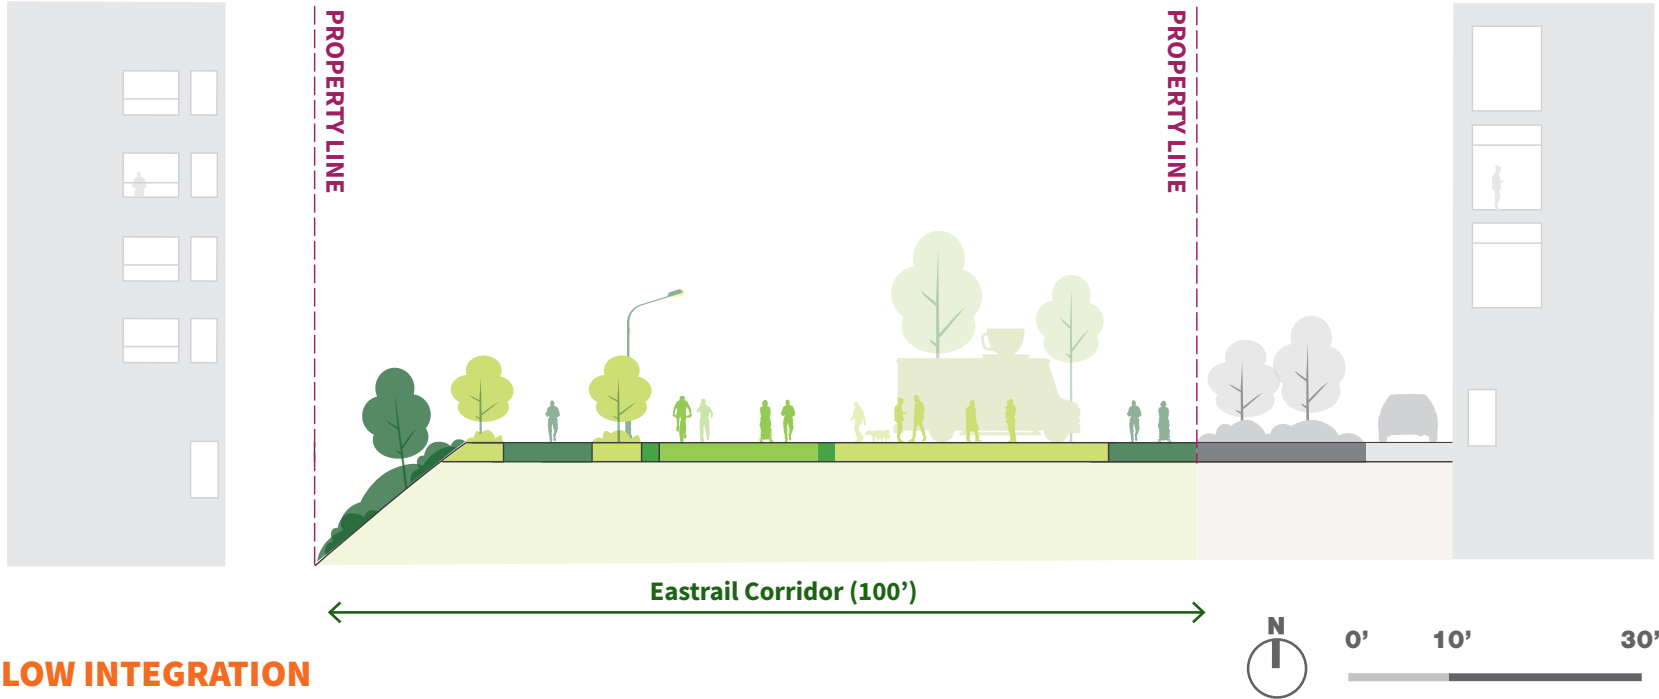 PROPERTY LINE
PROPERTY LINE
Eastrail Corridor (100’)
N
0’ 10’ 30’
LOW INTEGRATION